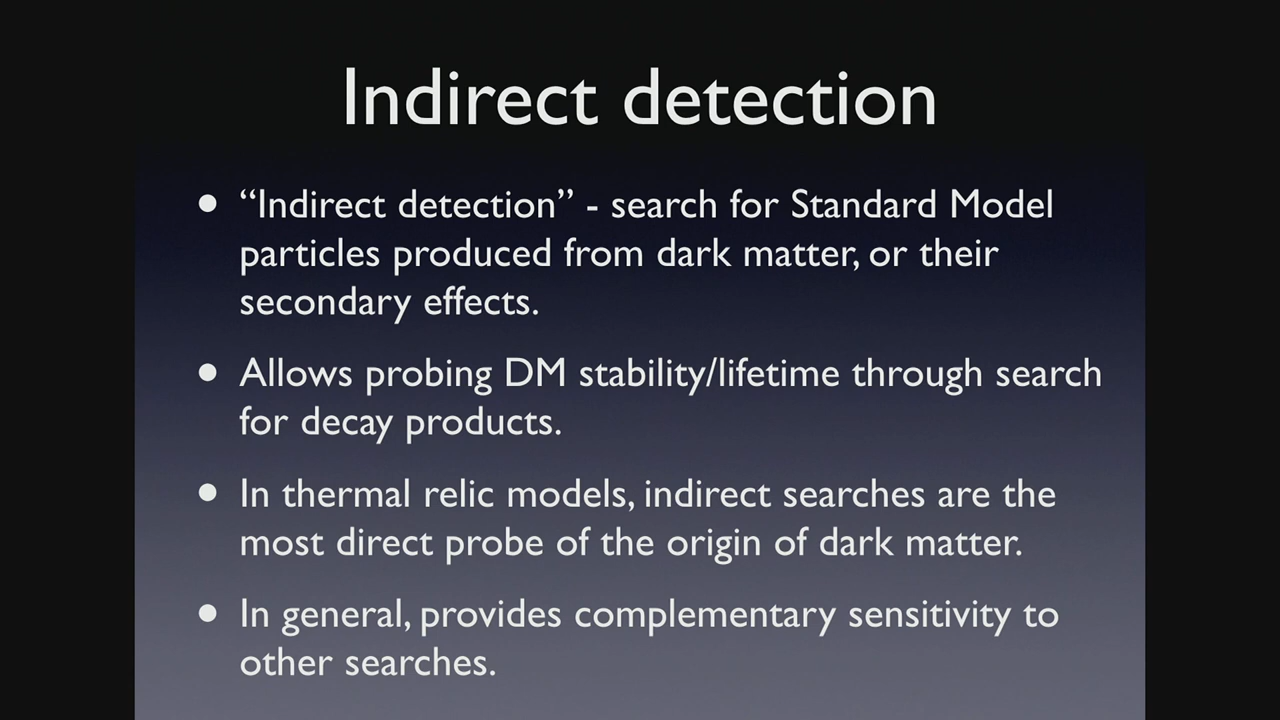 Indirect detection
• “Indirect detection” - search for Standard Model
particles produced from dark matter, or their
secondary effects.
• Allows probing DM stability/lifetime through search
for decay products.
• In thermal relic models, indirect searches are the
most direct probe of the origin of dark matter.
• In general, provides complementary sensitivity to
other searches.